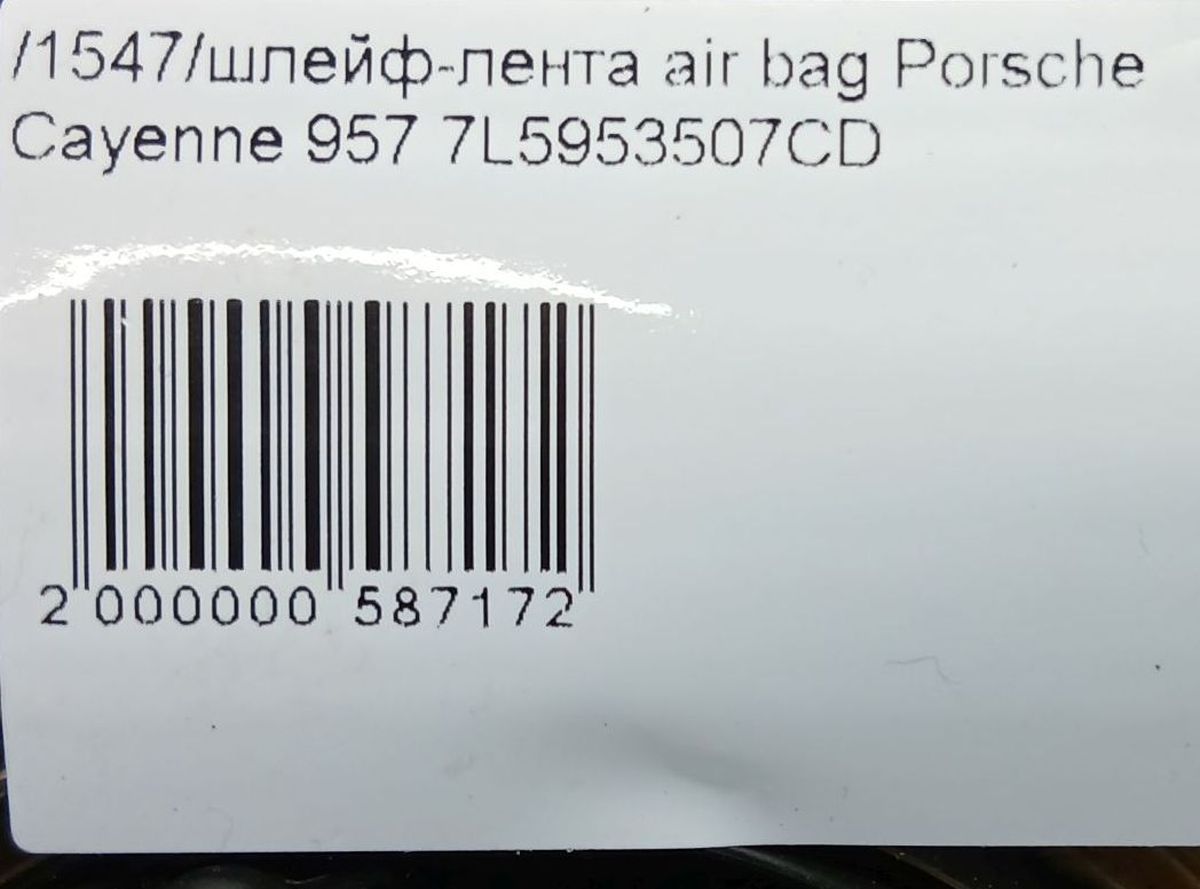 /1547/шлейф-лента air bag Porsche
Cayenne 957 7L5953507CD
2 000000 587172